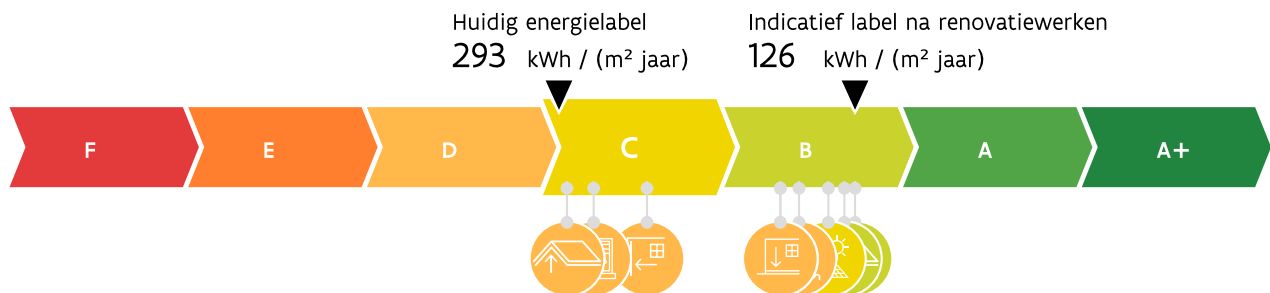 Huidig energielabel
293 kWh / (m² jaar)
Indicatief label na renovatiewerken
126 kWh / (m² jaar)
F E D C B A A+